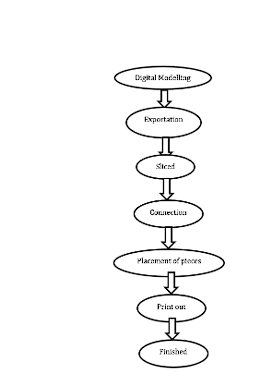 Digital Modelling
Exportation
Sliced
Connection
Placement of pieces
Print out
Finished